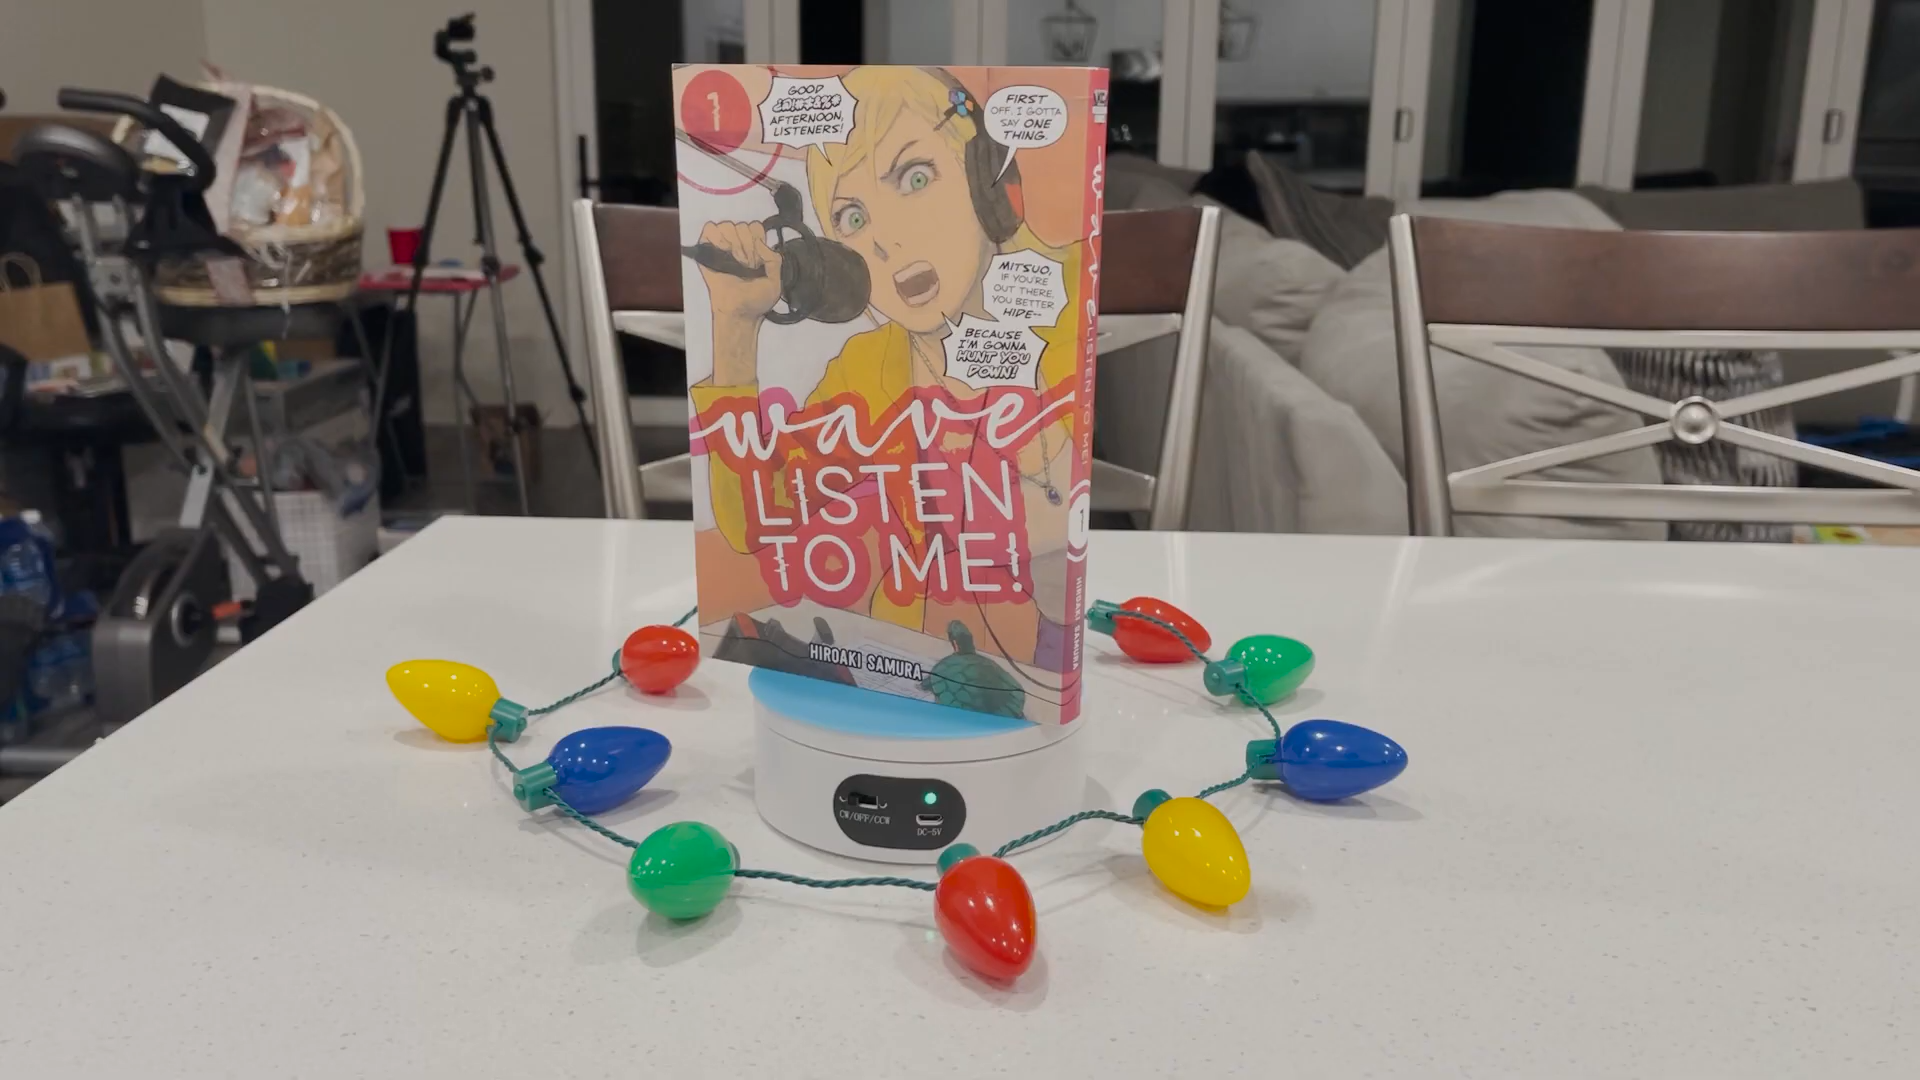 1
GOOD
¿@!#$&%#
AFTERNOON,
LISTENERS!
FIRST
OFF, I GOTTA
SAY ONE
THING.
MITSUO,
IF YOU'RE
OUT THERE,
YOU BETTER
HIDE--
BECAUSE
I'M GONNA
HUNT YOU
DOWN!
wave
LISTEN
TO ME!
HIROAKI SAMURA
wave LISTEN TO ME!
1
HIROAKI SAMURA
CW/OFF/CCW
DC-5V